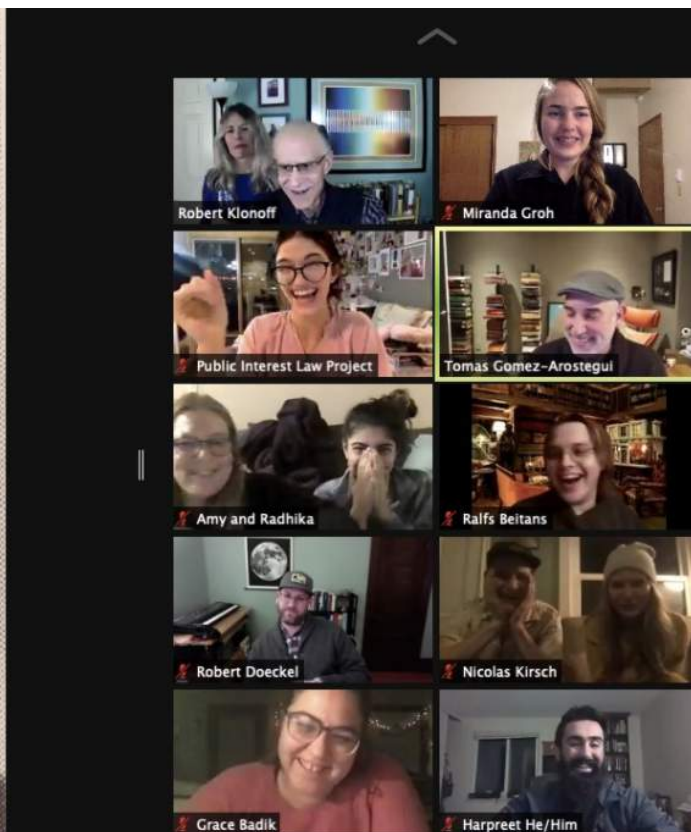 Robert Klonoff
Miranda Groh
Public Interest Law Project
Tomas Gomez-Arostegui
Amy and Radhika
Ralfs Beitans
Robert Doeckel
Nicolas Kirsch
Grace Badik
Harpreet He/Him